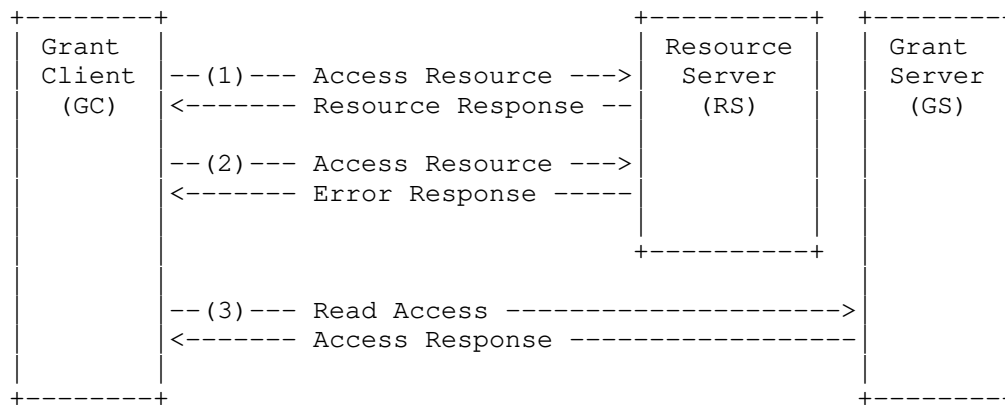 +--------+                             +----------+  +--------
| Grant  |                             | Resource |  | Grant
| Client |--(1)--- Access Resource --->|  Server  |  | Server
|  (GC)  |<------- Resource Response --|   (RS)   |  |  (GS)
|        |                             |          |  |
|        |--(2)--- Access Resource --->|          |  |
|        |<------- Error Response -----|          |  |
|        |                             |          |  |
|        |                             +----------+  |
|        |                                           |
|        |--(3)--- Read Access --------------------->|
|        |<------- Access Response ------------------|
|        |                                           |
+--------+                                           +--------